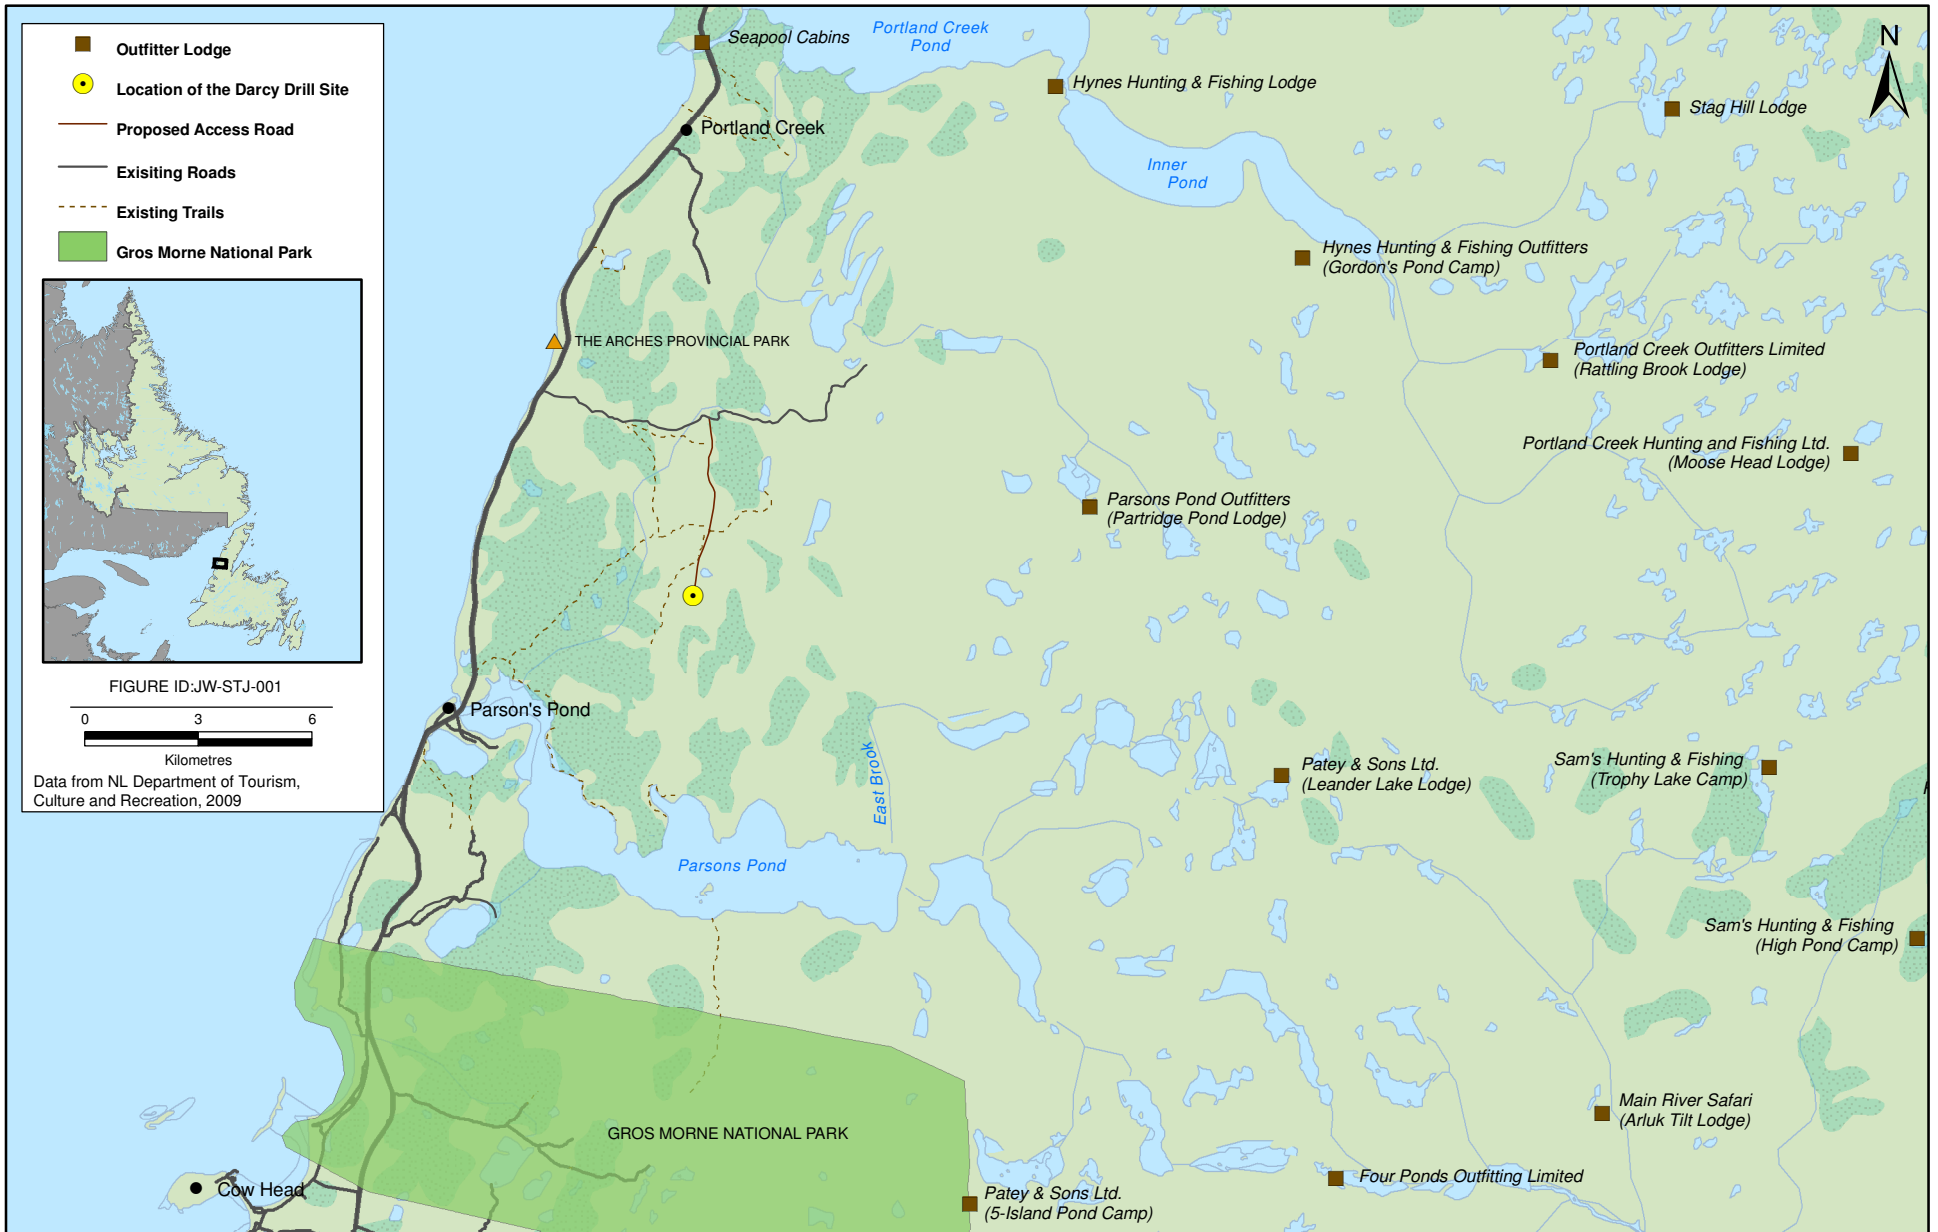 Outfitter Lodge
Location of the Darcy Drill Site
Proposed Access Road
Exisiting Roads
Existing Trails
Gros Morne National Park
FIGURE ID:JW-STJ-001
0 3 6
Kilometres
Data from NL Department of Tourism,
Culture and Recreation, 2009
N
Seapool Cabins
Portland Creek
Pond
Hynes Hunting & Fishing Lodge
Stag Hill Lodge
Portland Creek
Inner
Pond
Hynes Hunting & Fishing Outfitters
(Gordon's Pond Camp)
THE ARCHES PROVINCIAL PARK
Portland Creek Outfitters Limited
(Rattling Brook Lodge)
Portland Creek Hunting and Fishing Ltd.
(Moose Head Lodge)
Parsons Pond Outfitters
(Partridge Pond Lodge)
Parson's Pond
East Brook
Patey & Sons Ltd.
(Leander Lake Lodge)
Sam's Hunting & Fishing
(Trophy Lake Camp)
Parsons Pond
Sam's Hunting & Fishing
(High Pond Camp)
Main River Safari
(Arluk Tilt Lodge)
GROS MORNE NATIONAL PARK
Four Ponds Outfitting Limited
Cow Head
Patey & Sons Ltd.
(5-Island Pond Camp)